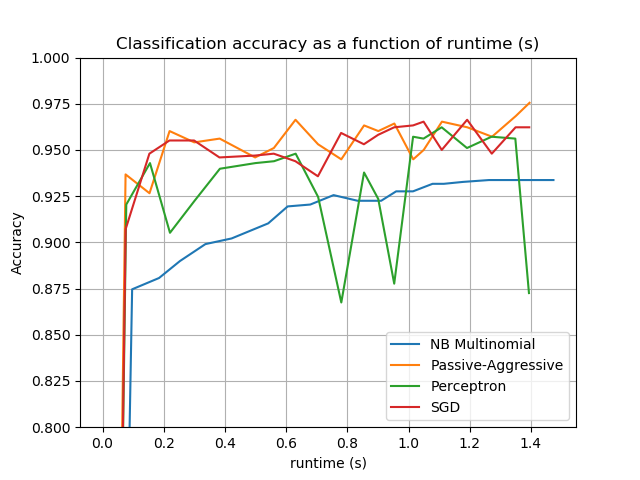 Classification accuracy as a function of runtime (s)
1.000
0.975
0.950
0.925
0.900
0.875
0.850
0.825
0.800
Accuracy
NB Multinomial
Passive-Aggressive
Perceptron
SGD
0.0 0.2 0.4 0.6 0.8 1.0 1.2 1.4
runtime (s)